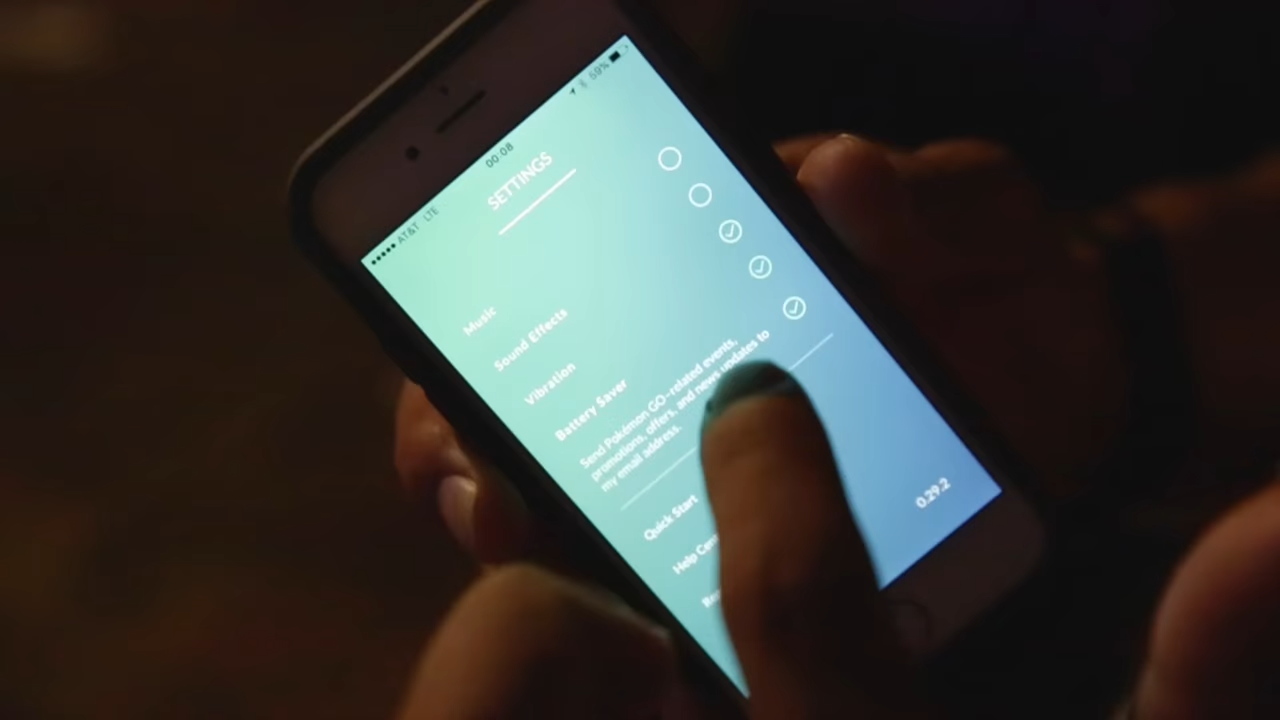 AT&T LTE
00:08
59%
SETTINGS
Music
Sound Effects
Vibration
Battery Saver
Send Pokémon GO-related events,
promotions, offers, and news updates to
my email address.
Quick Start
Help
0.29.2